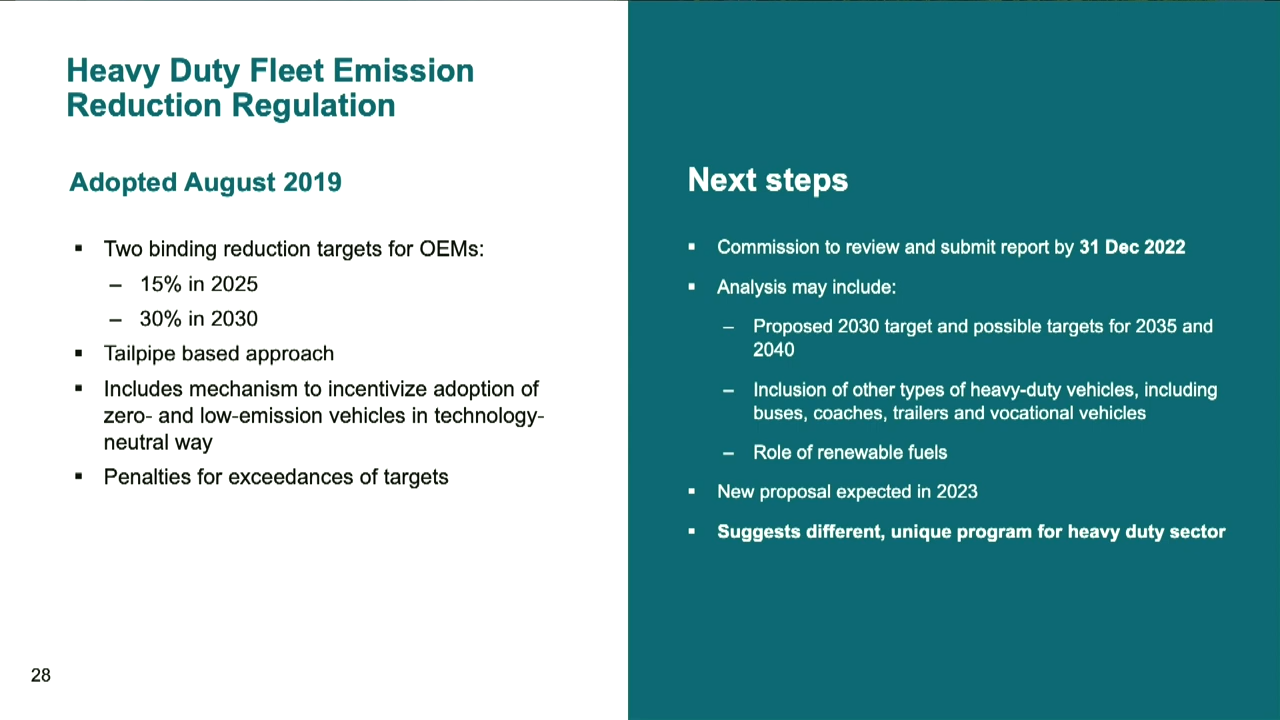 Heavy Duty Fleet Emission
Reduction Regulation
Adopted August 2019
▪ Two binding reduction targets for OEMs:
– 15% in 2025
– 30% in 2030
▪ Tailpipe based approach
▪ Includes mechanism to incentivize adoption of
zero- and low-emission vehicles in technology-
neutral way
▪ Penalties for exceedances of targets
28
Next steps
▪ Commission to review and submit report by 31 Dec 2022
▪ Analysis may include:
– Proposed 2030 target and possible targets for 2035 and
2040
– Inclusion of other types of heavy-duty vehicles, including
buses, coaches, trailers and vocational vehicles
– Role of renewable fuels
▪ New proposal expected in 2023
▪ Suggests different, unique program for heavy duty sector